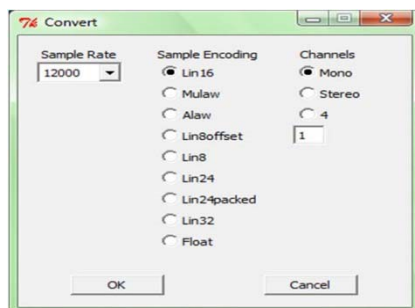 Convert
Sample Rate
12000
Sample Encoding
Lin16
Mulaw
Alaw
Lin8offset
Lin8
Lin24
Lin24packed
Lin32
Float
Channels
Mono
Stereo
4
1
OK
Cancel